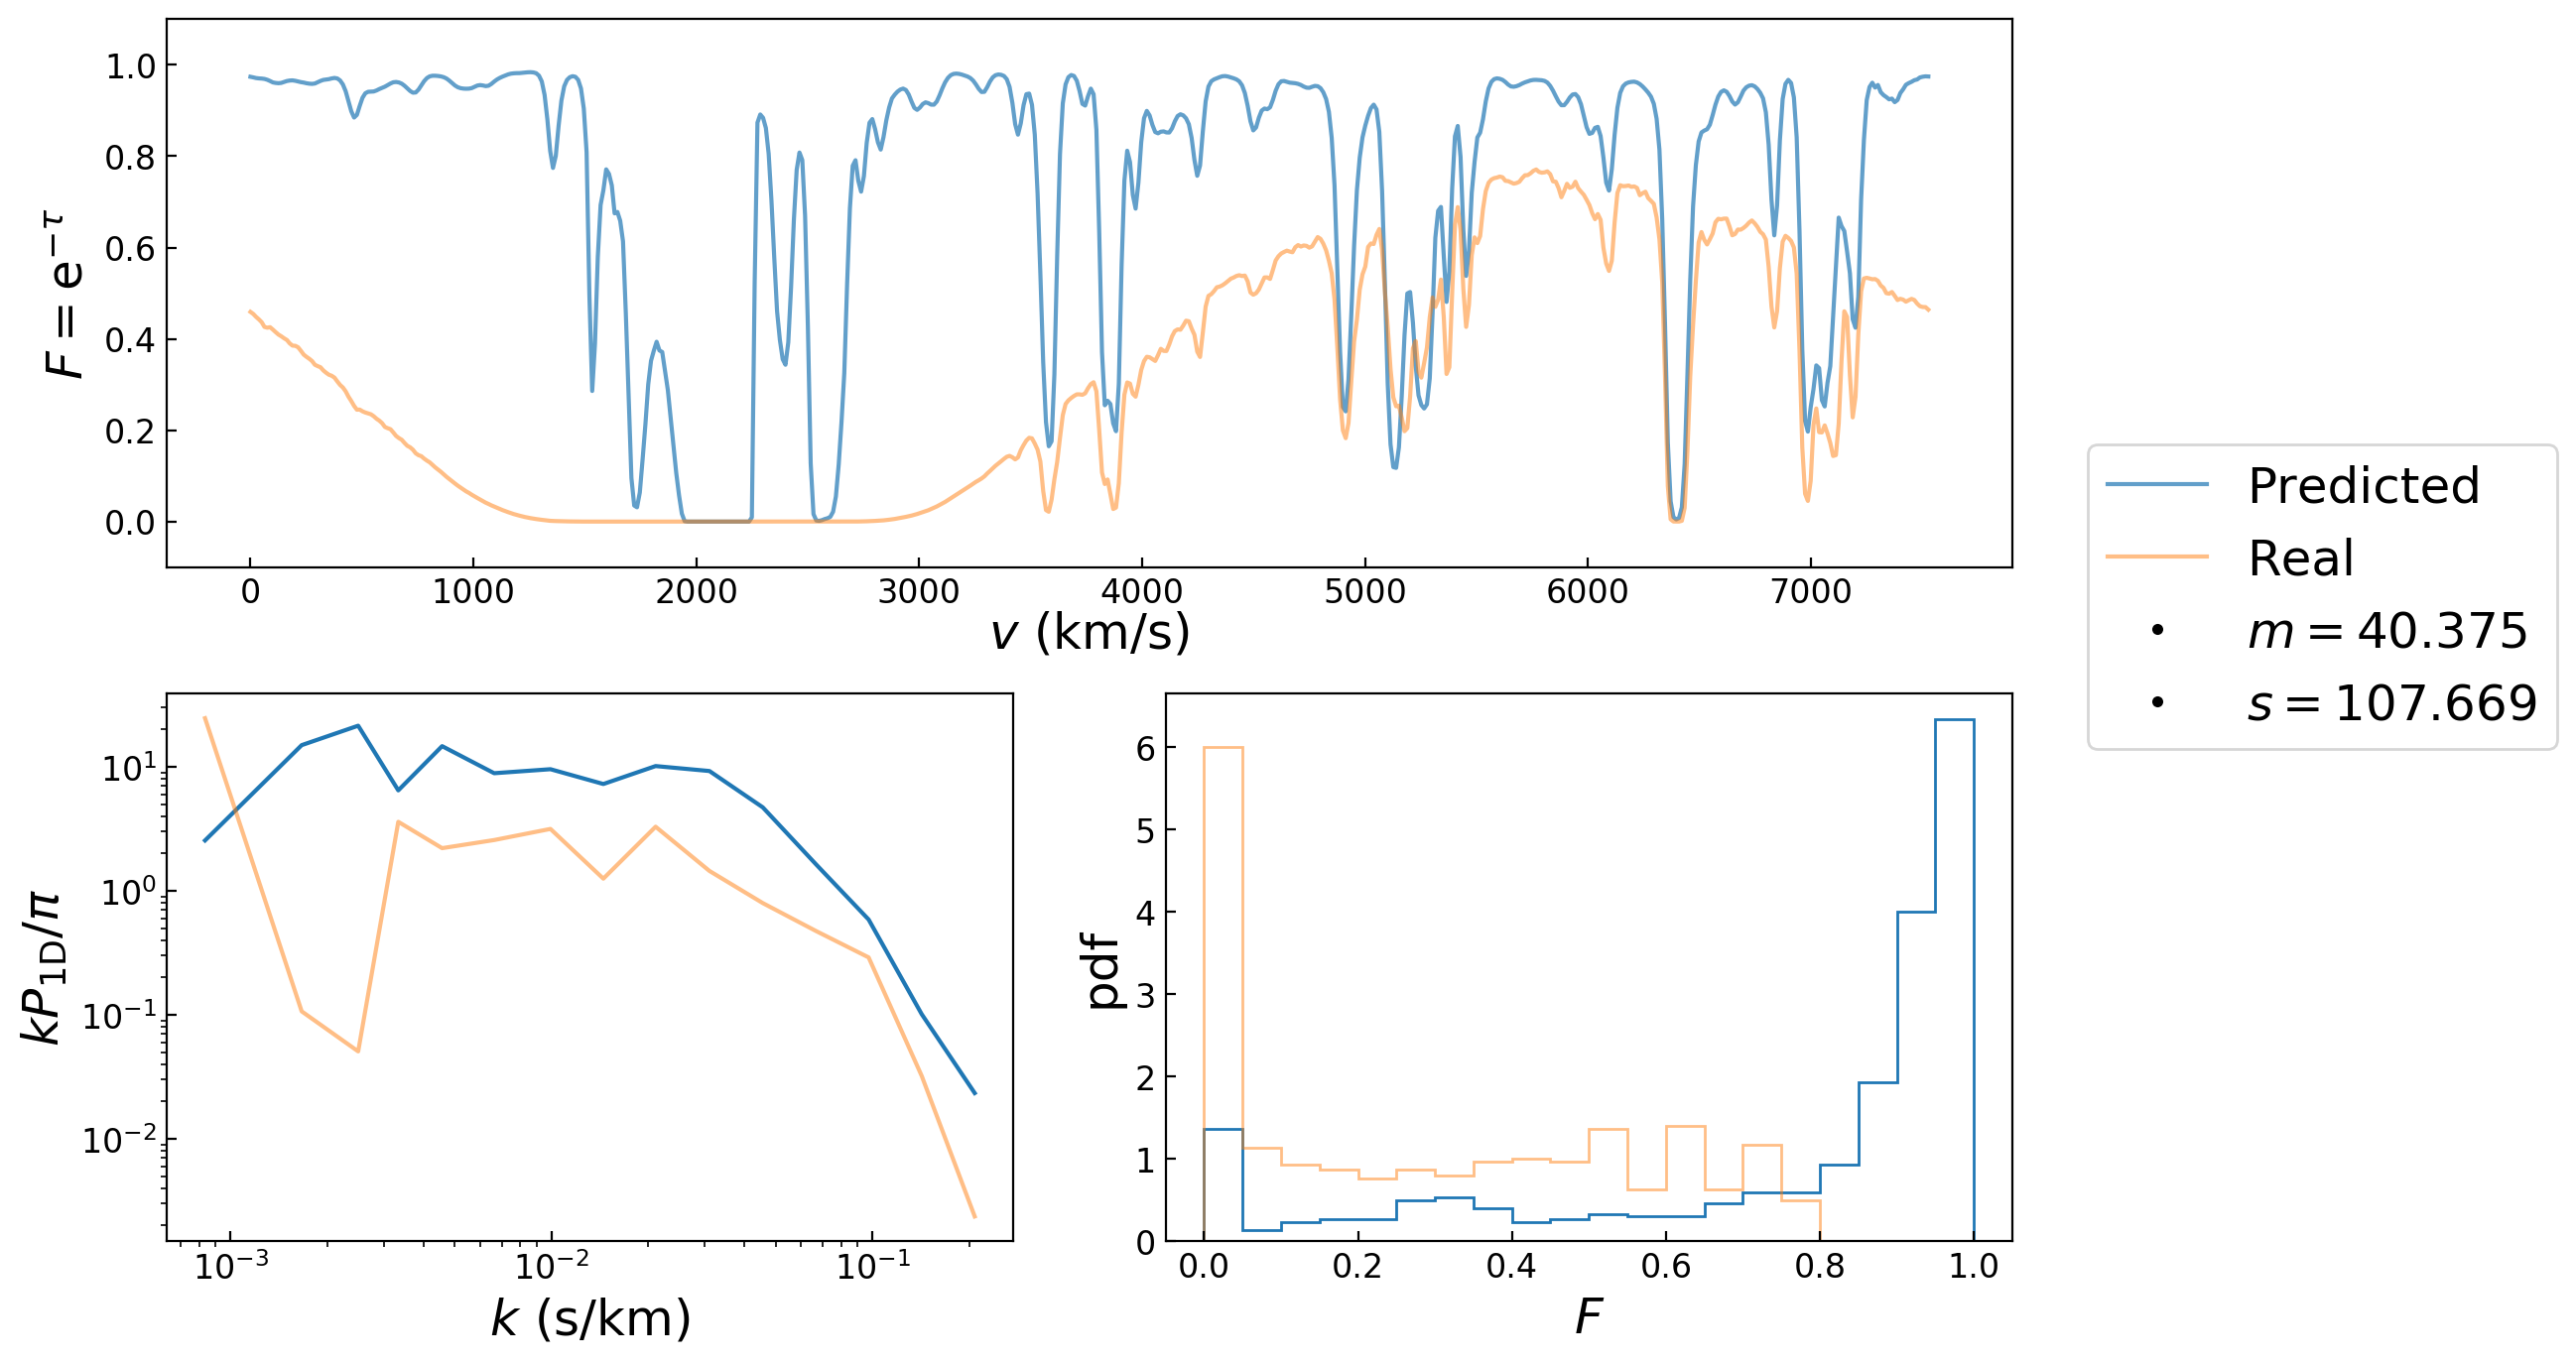 F = e^{-τ}
1.0
0.8
0.6
0.4
0.2
0.0
0 1000 2000 3000 4000 5000 6000 7000
v (km/s)
Predicted
Real
m = 40.375
s = 107.669
kP_{1D}/π
10^1
10^0
10^{-1}
10^{-2}
10^{-3} 10^{-2} 10^{-1}
k (s/km)
pdf
6
5
4
3
2
1
0
0.0 0.2 0.4 0.6 0.8 1.0
F